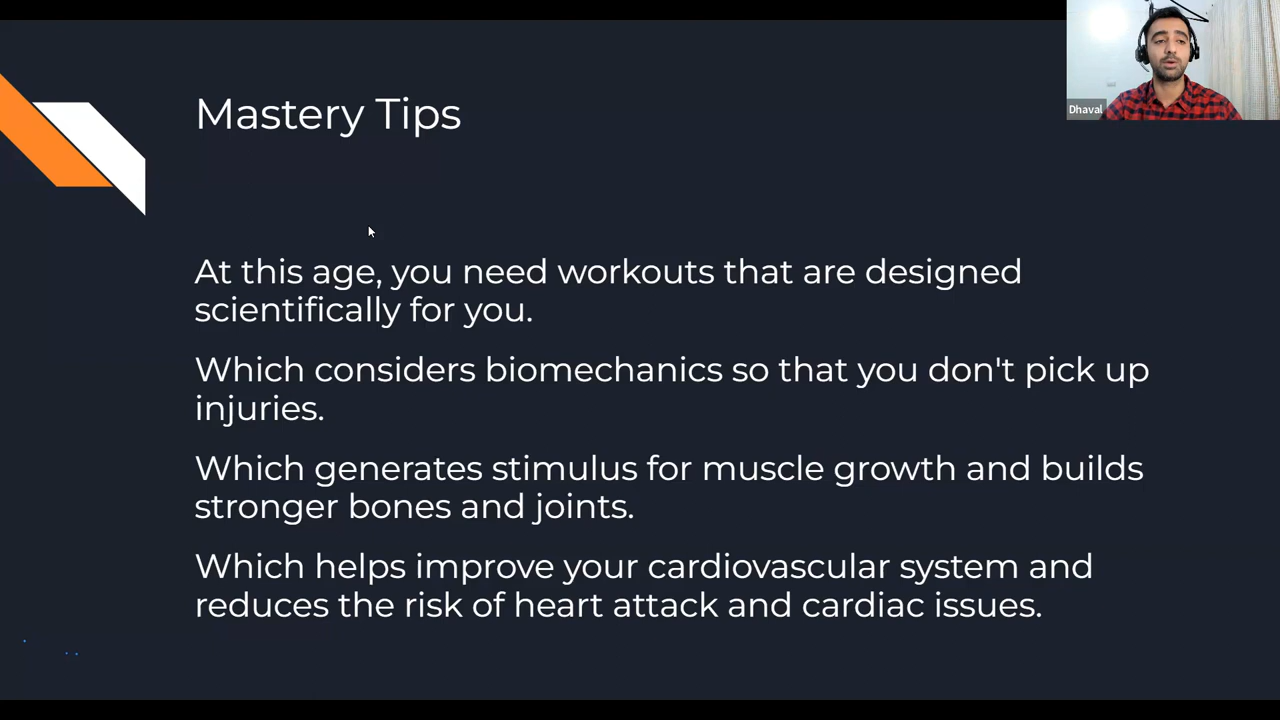 Mastery Tips
Dhaval
At this age, you need workouts that are designed
scientifically for you.
Which considers biomechanics so that you don't pick up
injuries.
Which generates stimulus for muscle growth and builds
stronger bones and joints.
Which helps improve your cardiovascular system and
reduces the risk of heart attack and cardiac issues.